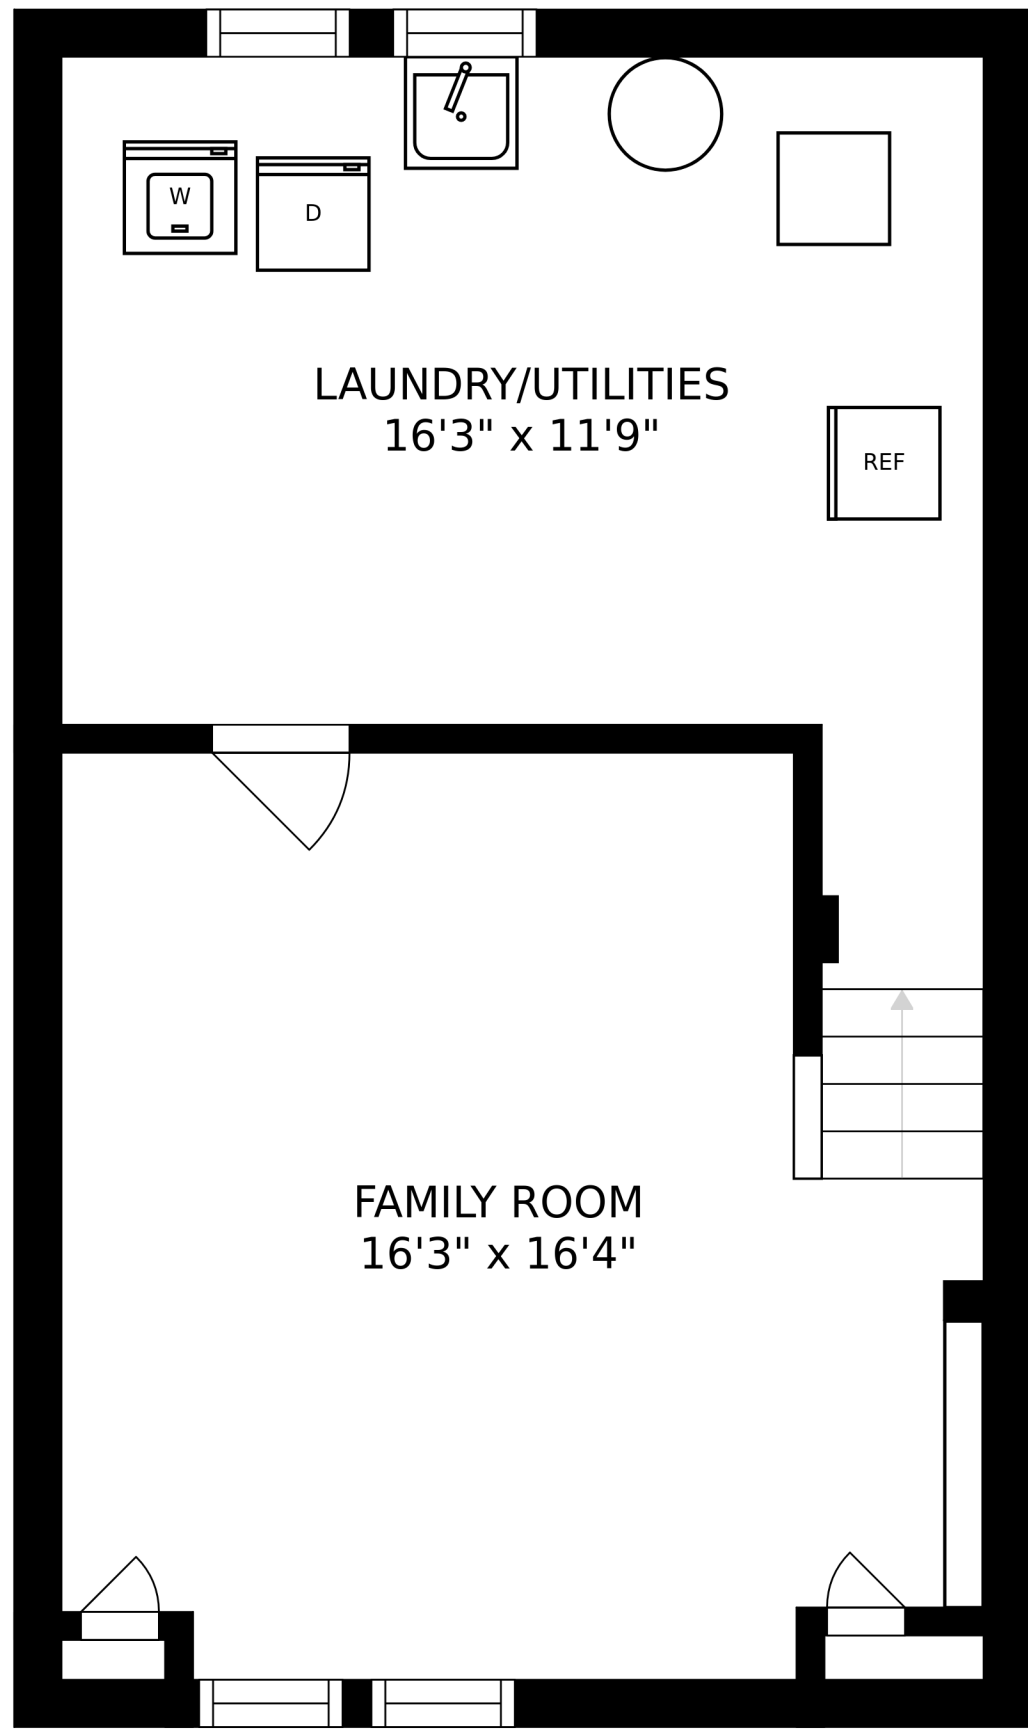 W
D
LAUNDRY/UTILITIES
16'3" x 11'9"
REF
FAMILY ROOM
16'3" x 16'4"